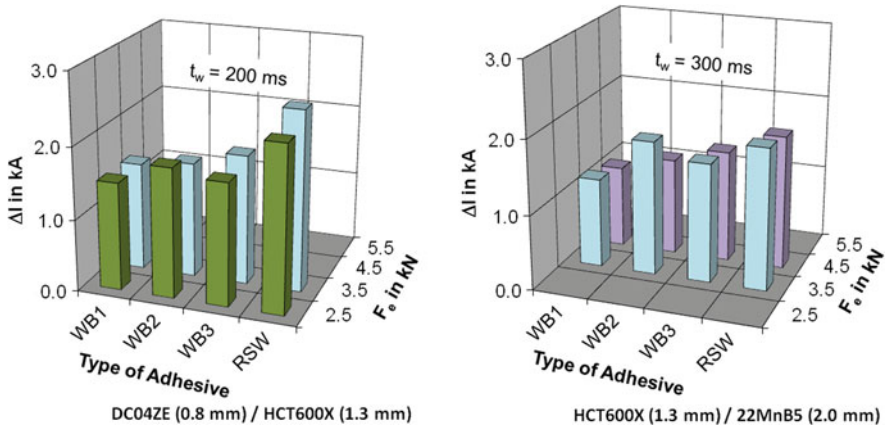 t_w = 200 ms
3.0
2.0
1.0
0.0
ΔI in kA
WB1
WB2
WB3
RSW
Type of Adhesive
2.5
3.5
4.5
5.5
F_e in kN
DC04ZE (0.8 mm) / HCT600X (1.3 mm)
t_w = 300 ms
3.0
2.0
1.0
0.0
ΔI in kA
WB1
WB2
WB3
RSW
Type of Adhesive
2.5
3.5
4.5
5.5
F_e in kN
HCT600X (1.3 mm) / 22MnB5 (2.0 mm)